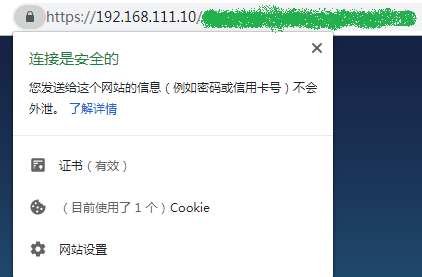 https://192.168.111.10/
连接是安全的
您发送给这个网站的信息（例如密码或信用卡号）不会
外泄。 了解详情
证书（有效）
（目前使用了 1 个）Cookie
网站设置